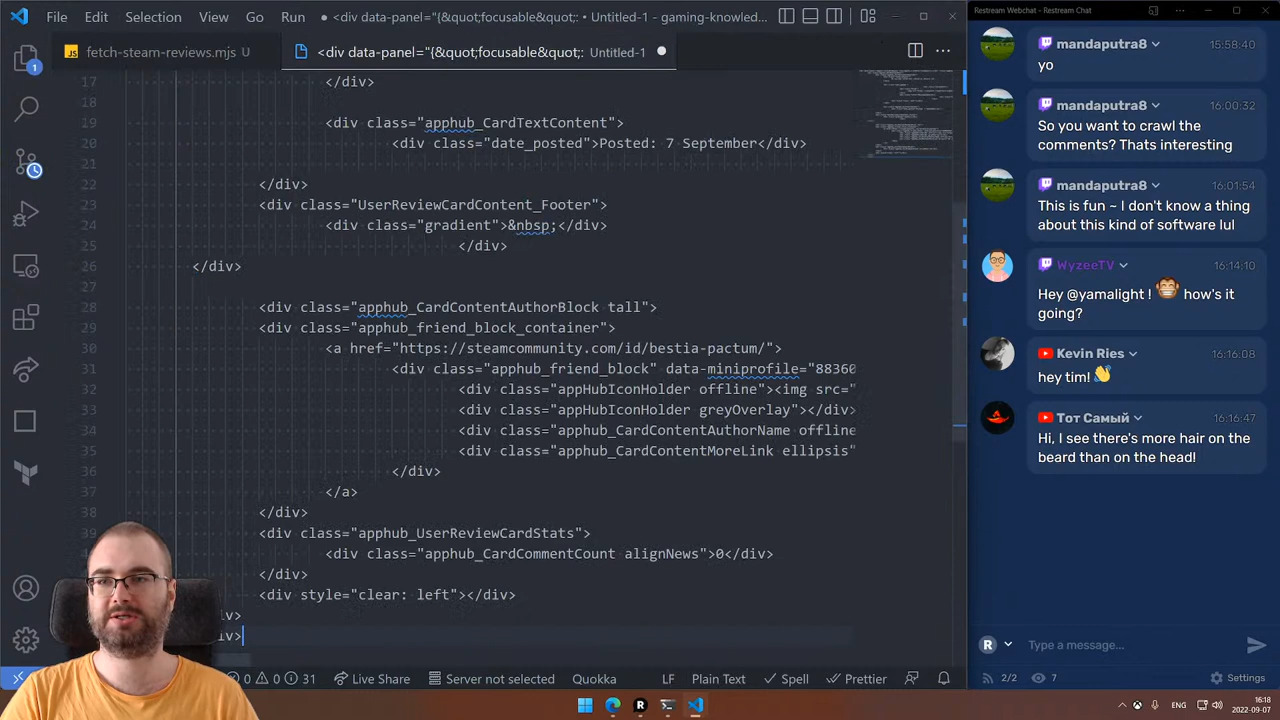 File Edit Selection View Go Run
<div data-panel="{&quot;focusable&quot;: • Untitled-1 - gaming-knowled...
JS fetch-steam-reviews.mjs U
<div data-panel="{&quot;focusable&quot;: Untitled-1
17 </div>
18
19 <div class="apphub_CardTextContent">
20 <div class="date_posted">Posted: 7 September</div>
21
22 </div>
23 <div class="UserReviewCardContent_Footer">
24 <div class="gradient">&nbsp;</div>
25 </div>
26 </div>
27
28 <div class="apphub_CardContentAuthorBlock tall">
29 <div class="apphub_friend_block_container">
30 <a href="https://steamcommunity.com/id/bestia-pactum/">
31 <div class="apphub_friend_block" data-miniprofile="88360
32 <div class="appHubIconHolder offline"><img src="
33 <div class="appHubIconHolder greyOverlay"></div>
34 <div class="apphub_CardContentAuthorName offline
35 <div class="apphub_CardContentMoreLink ellipsis"
36 </div>
37 </a>
38 </div>
39 <div class="apphub_UserReviewCardStats">
<div class="apphub_CardCommentCount alignNews">0</div>
</div>
<div style="clear: left"></div>
iv>
iv>
1
0 0 31 Live Share Server not selected Quokka LF Plain Text Spell Prettier
Restream Webchat - Restream Chat
mandaputra8 15:58:40
yo
mandaputra8 16:00:32
So you want to crawl the
comments? Thats interesting
mandaputra8 16:01:54
This is fun ~ I don't know a thing
about this kind of software lul
WyzeeTV 16:14:10
Hey @yamalight ! how's it
going?
Kevin Ries 16:16:08
hey tim!
Тот Самый 16:16:47
Hi, I see there's more hair on the
beard than on the head!
R Type a message...
2/2 7 Settings
ENG 16:18
2022-09-07